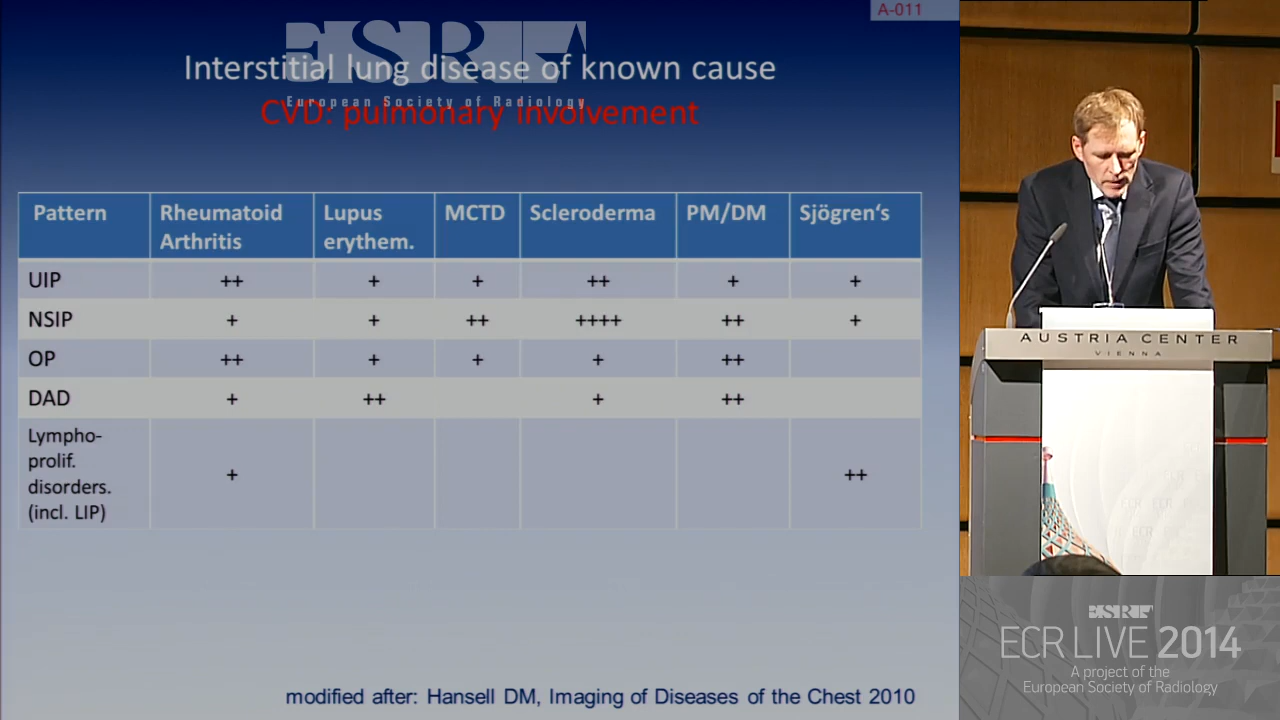 A-011
ESR
European Society of Radiology
Interstitial lung disease of known cause
CVD: pulmonary involvement
Pattern Rheumatoid Arthritis Lupus erythem. MCTD Scleroderma PM/DM Sjögren‘s
UIP ++ + + ++ + +
NSIP + + ++ ++++ ++ +
OP ++ + + + ++
DAD + ++ + ++
Lympho-
prolif.
disorders.
(incl. LIP) + ++
modified after: Hansell DM, Imaging of Diseases of the Chest 2010
AUSTRIA CENTER
VIENNA
ECR
ESR
ECR LIVE 2014
A project of the
European Society of Radiology